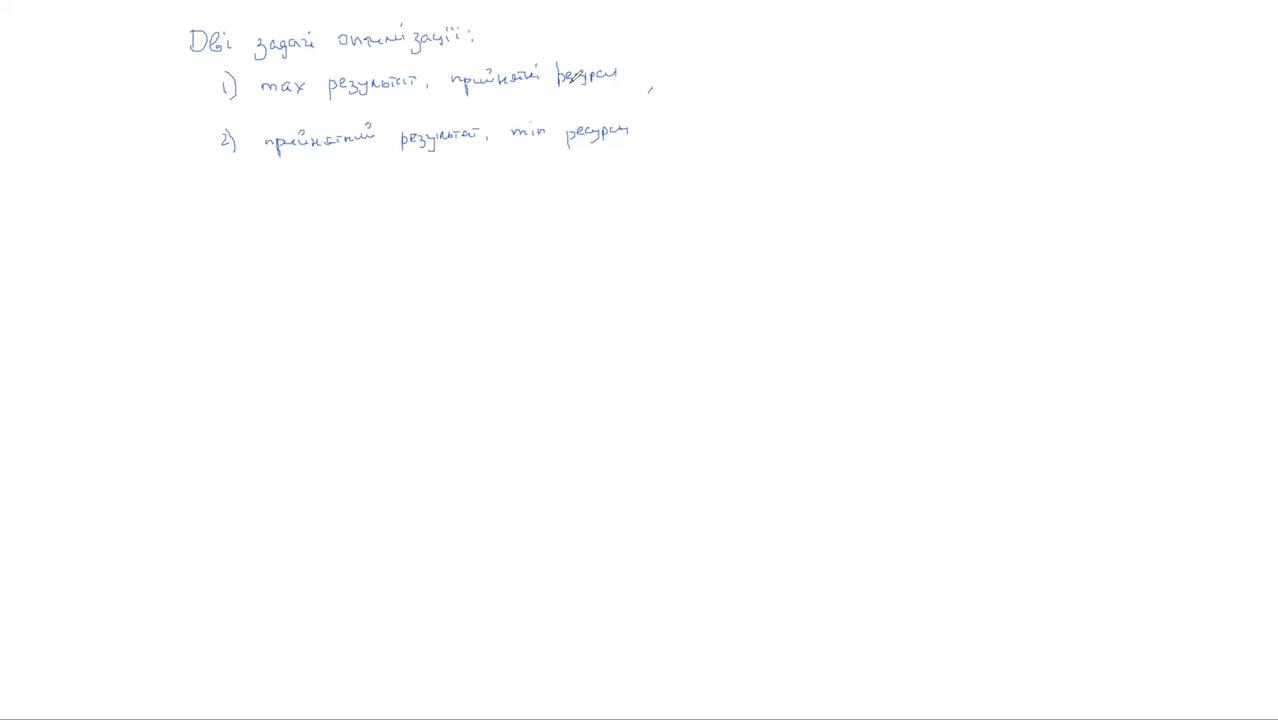 Дві задачі оптимізації:
1) max результат, прийнятні ресурси,
2) прийнятний результат, min ресурси